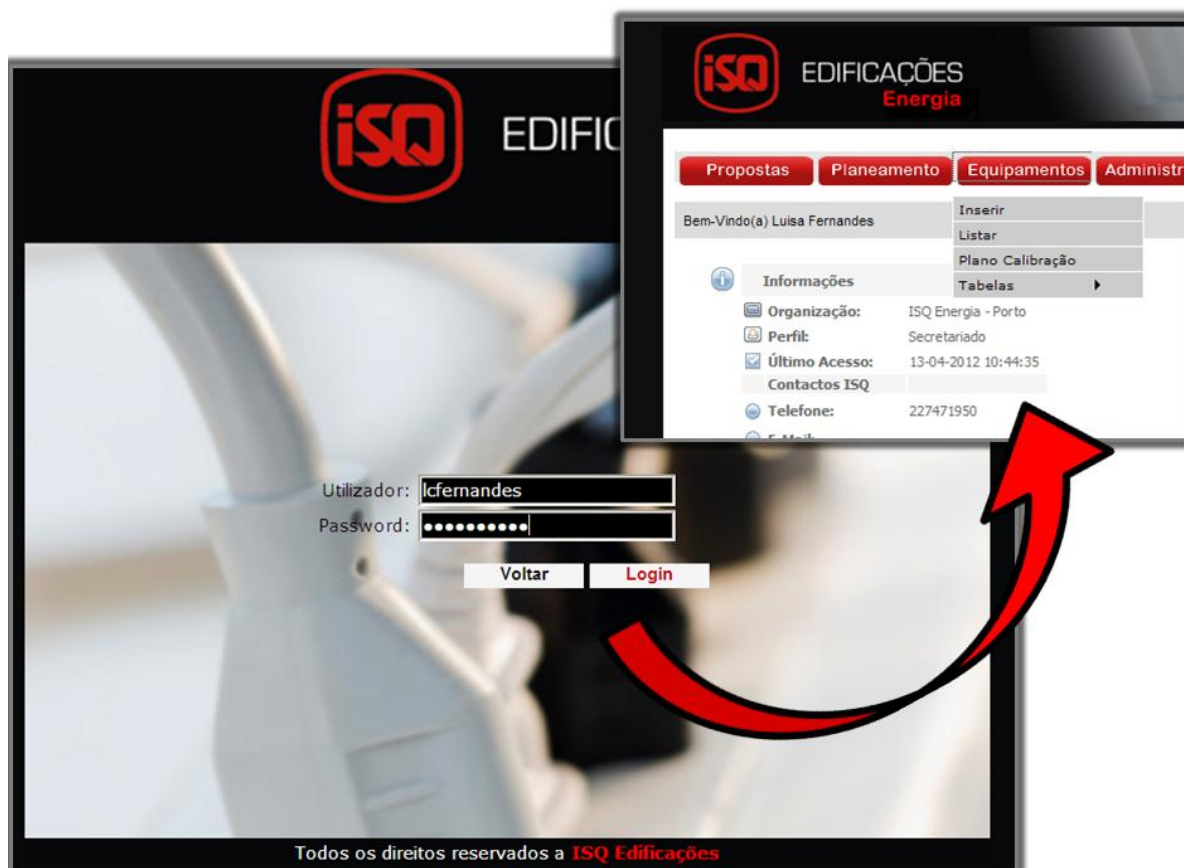 iSQ
EDIFIC
Utilizador: lcfernandes
Password: ••••••••••
Voltar Login
Todos os direitos reservados a ISQ Edificações
iSQ
EDIFICAÇÕES
Energia
Propostas Planeamento Equipamentos Administr
Bem-Vindo(a) Luisa Fernandes
Inserir
Listar
Plano Calibração
Tabelas
Informações
Organização: ISQ Energia - Porto
Perfil: Secretariado
Último Acesso: 13-04-2012 10:44:35
Contactos ISQ
Telefone: 227471950